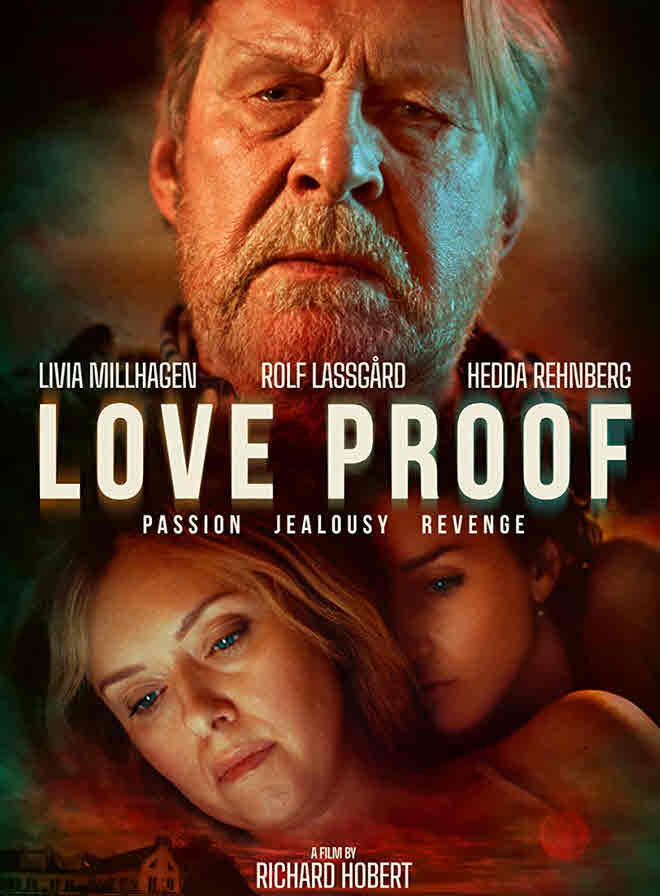 LIVIA MILLHAGEN ROLF LASSGÅRD HEDDA REHNBERG
LOVE PROOF
PASSION JEALOUSY REVENGE
A FILM BY
RICHARD HOBERT